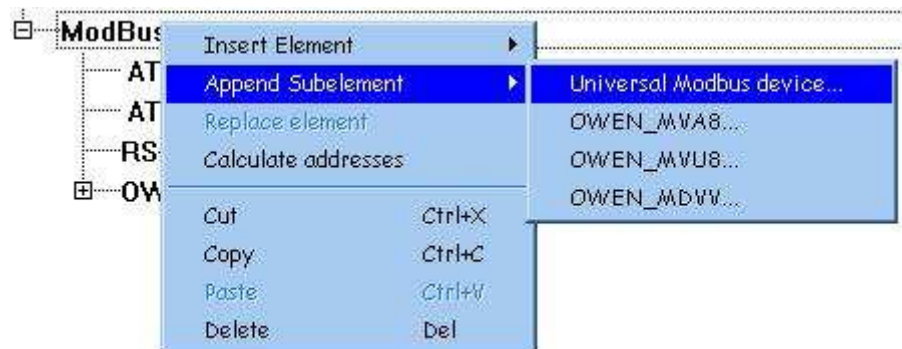 ModBus
Insert Element
AT
Append Subelement
Universal Modbus device...
AT
Replace element
OWEN_MVA8...
RS
Calculate addresses
OWEN_MVU8...
OW
OWEN_MDVV...
Cut Ctrl+X
Copy Ctrl+C
Paste Ctrl+V
Delete Del